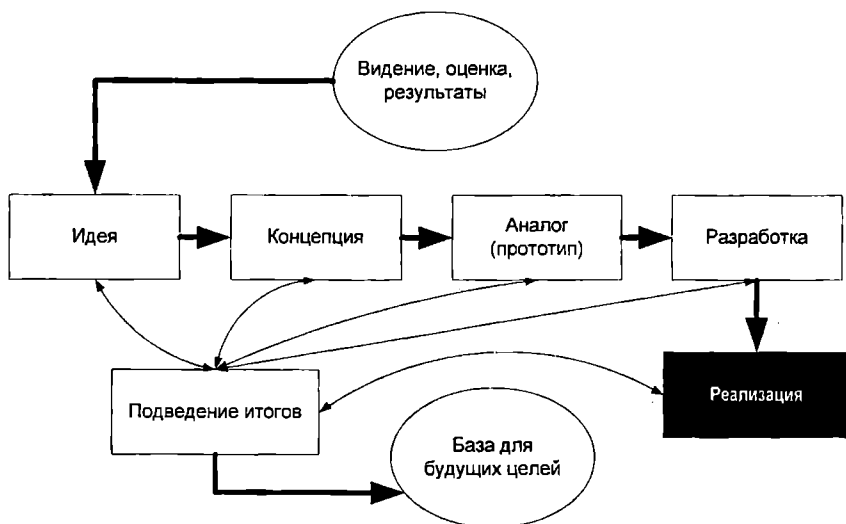 Видение, оценка,
результаты
Идея
Концепция
Аналог
(прототип)
Разработка
Подведение итогов
Реализация
База для
будущих целей